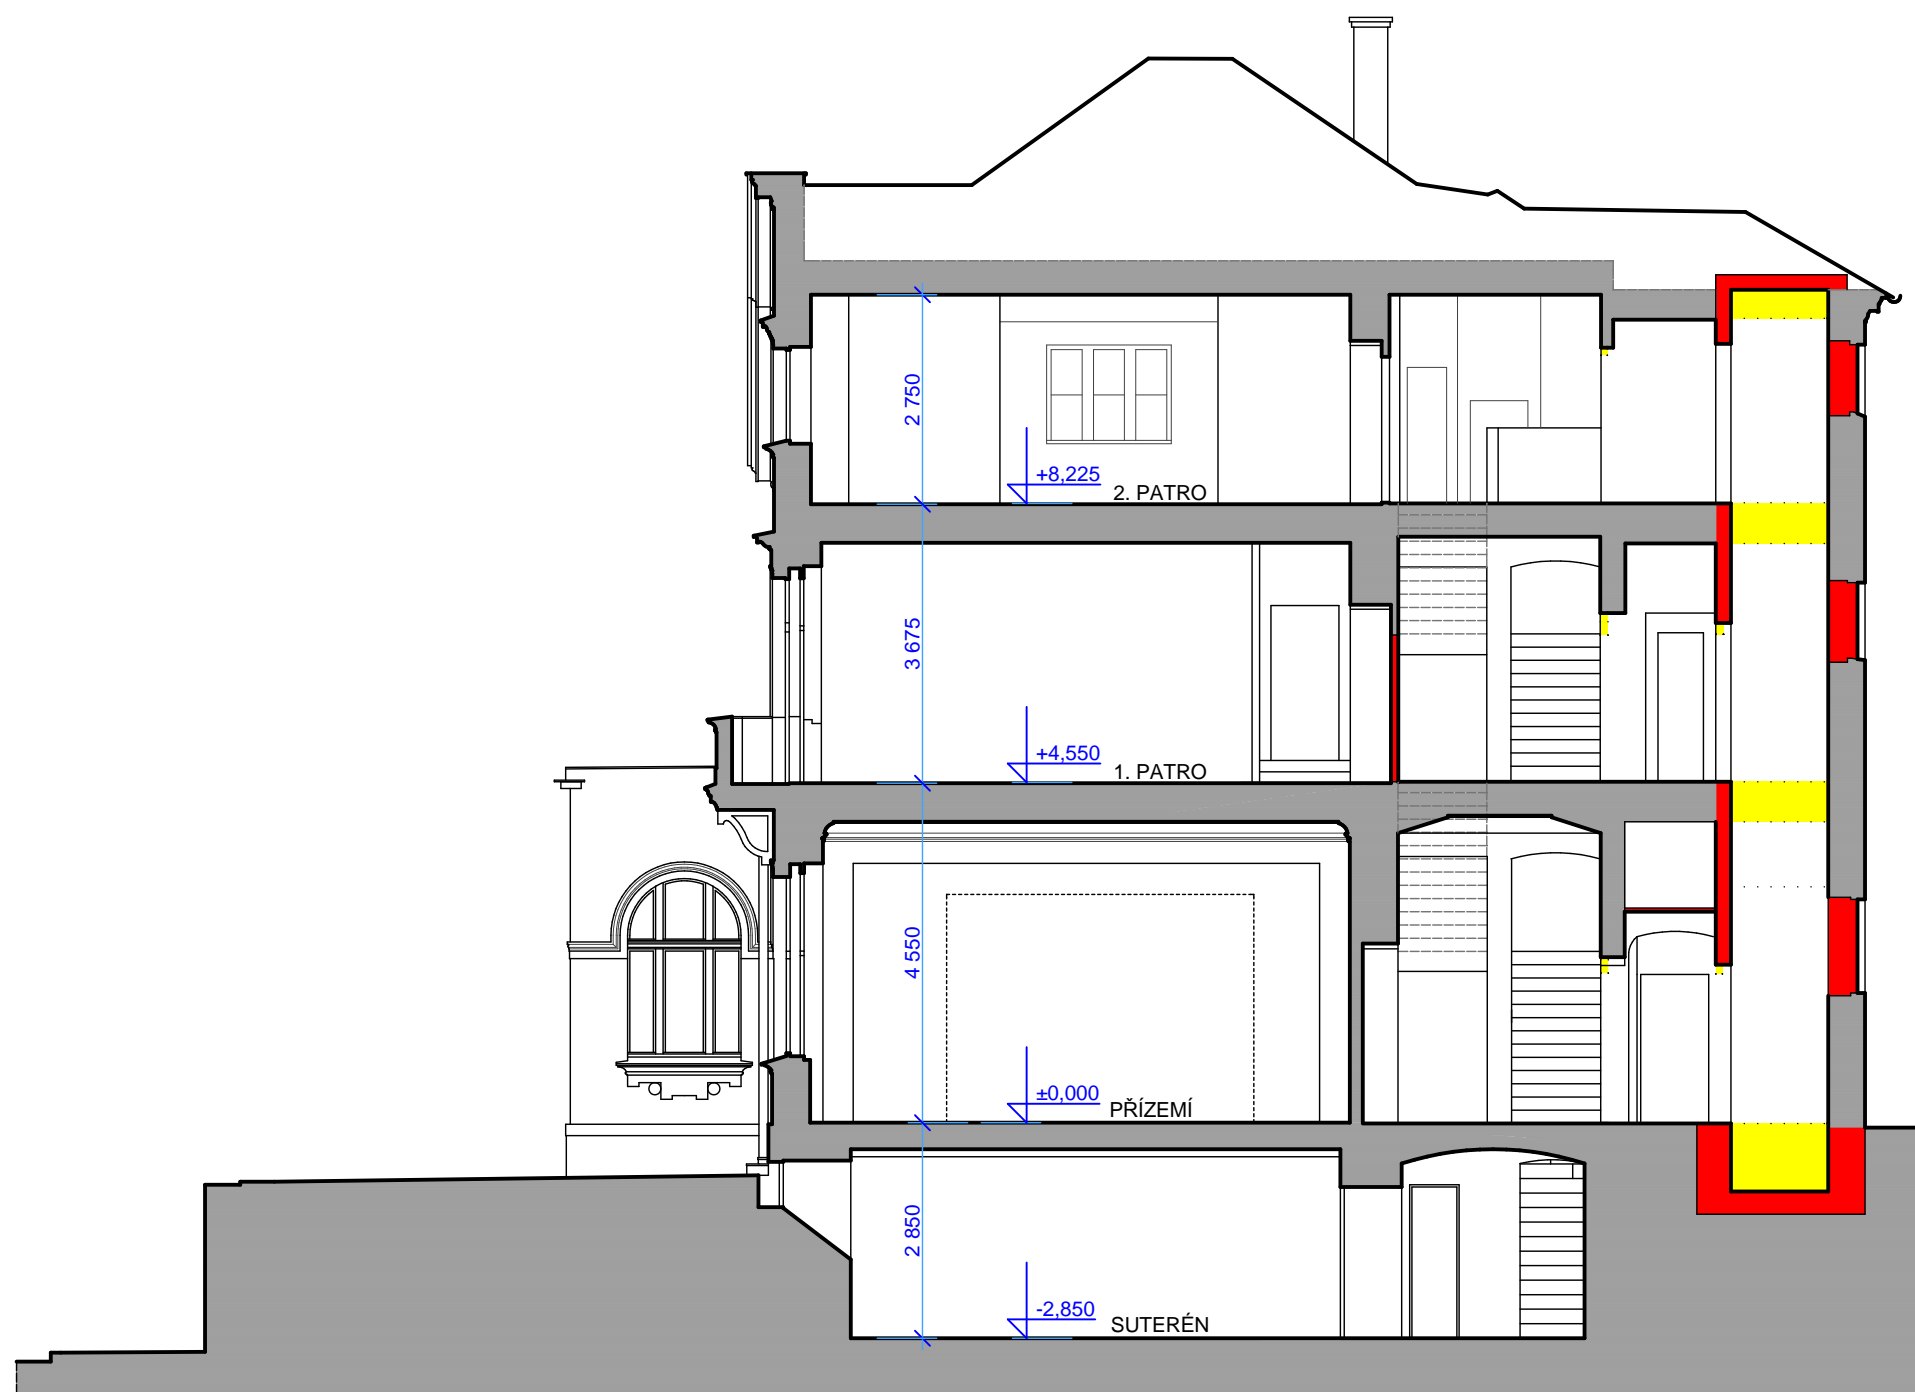 2 750
+8,225
2. PATRO
3 675
+4,550
1. PATRO
4 550
±0,000
PŘÍZEMÍ
2 850
-2,850
SUTERÉN